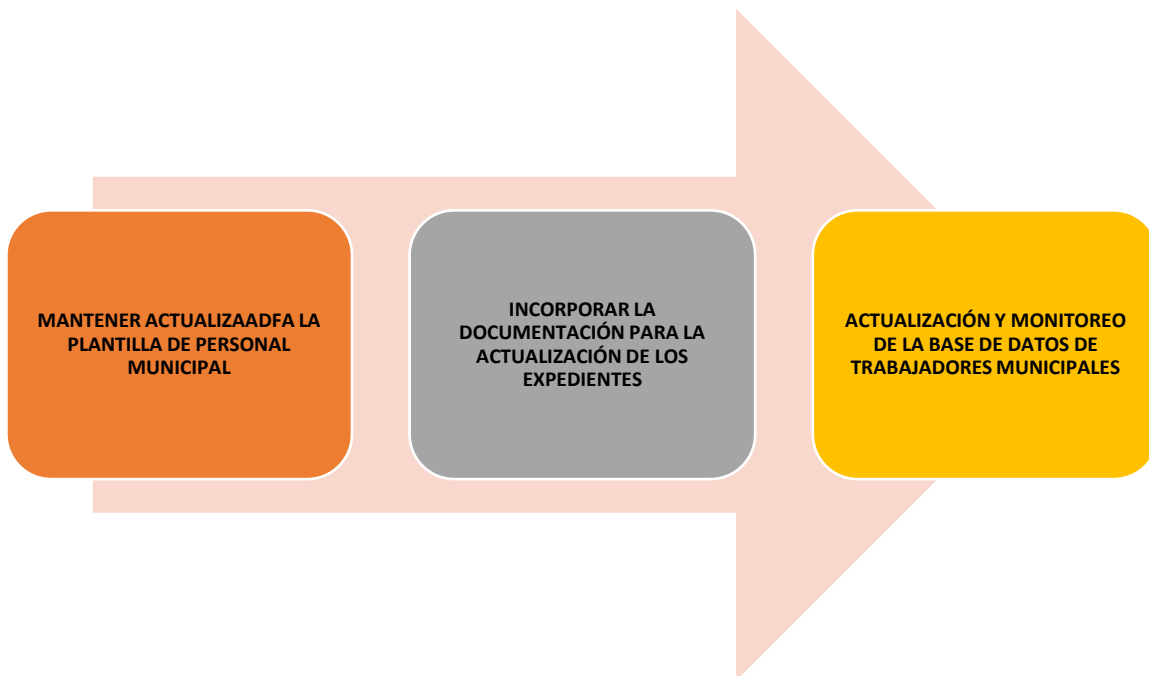 MANTENER ACTUALIZAADFA LA
PLANTILLA DE PERSONAL
MUNICIPAL
INCORPORAR LA
DOCUMENTACIÓN PARA LA
ACTUALIZACIÓN DE LOS
EXPEDIENTES
ACTUALIZACIÓN Y MONITOREO
DE LA BASE DE DATOS DE
TRABAJADORES MUNICIPALES